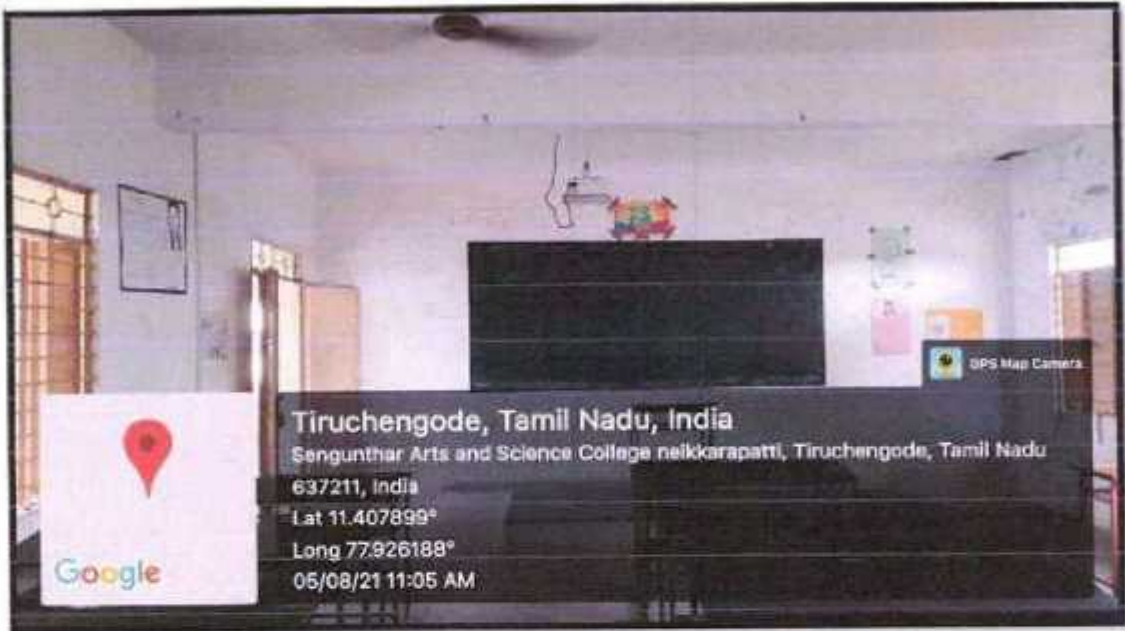 GPS Map Camera
Tiruchengode, Tamil Nadu, India
Sengunthar Arts and Science College neikkarapatti, Tiruchengode, Tamil Nadu
637211, India
Lat 11.407899°
Long 77.926188°
05/08/21 11:05 AM
Google